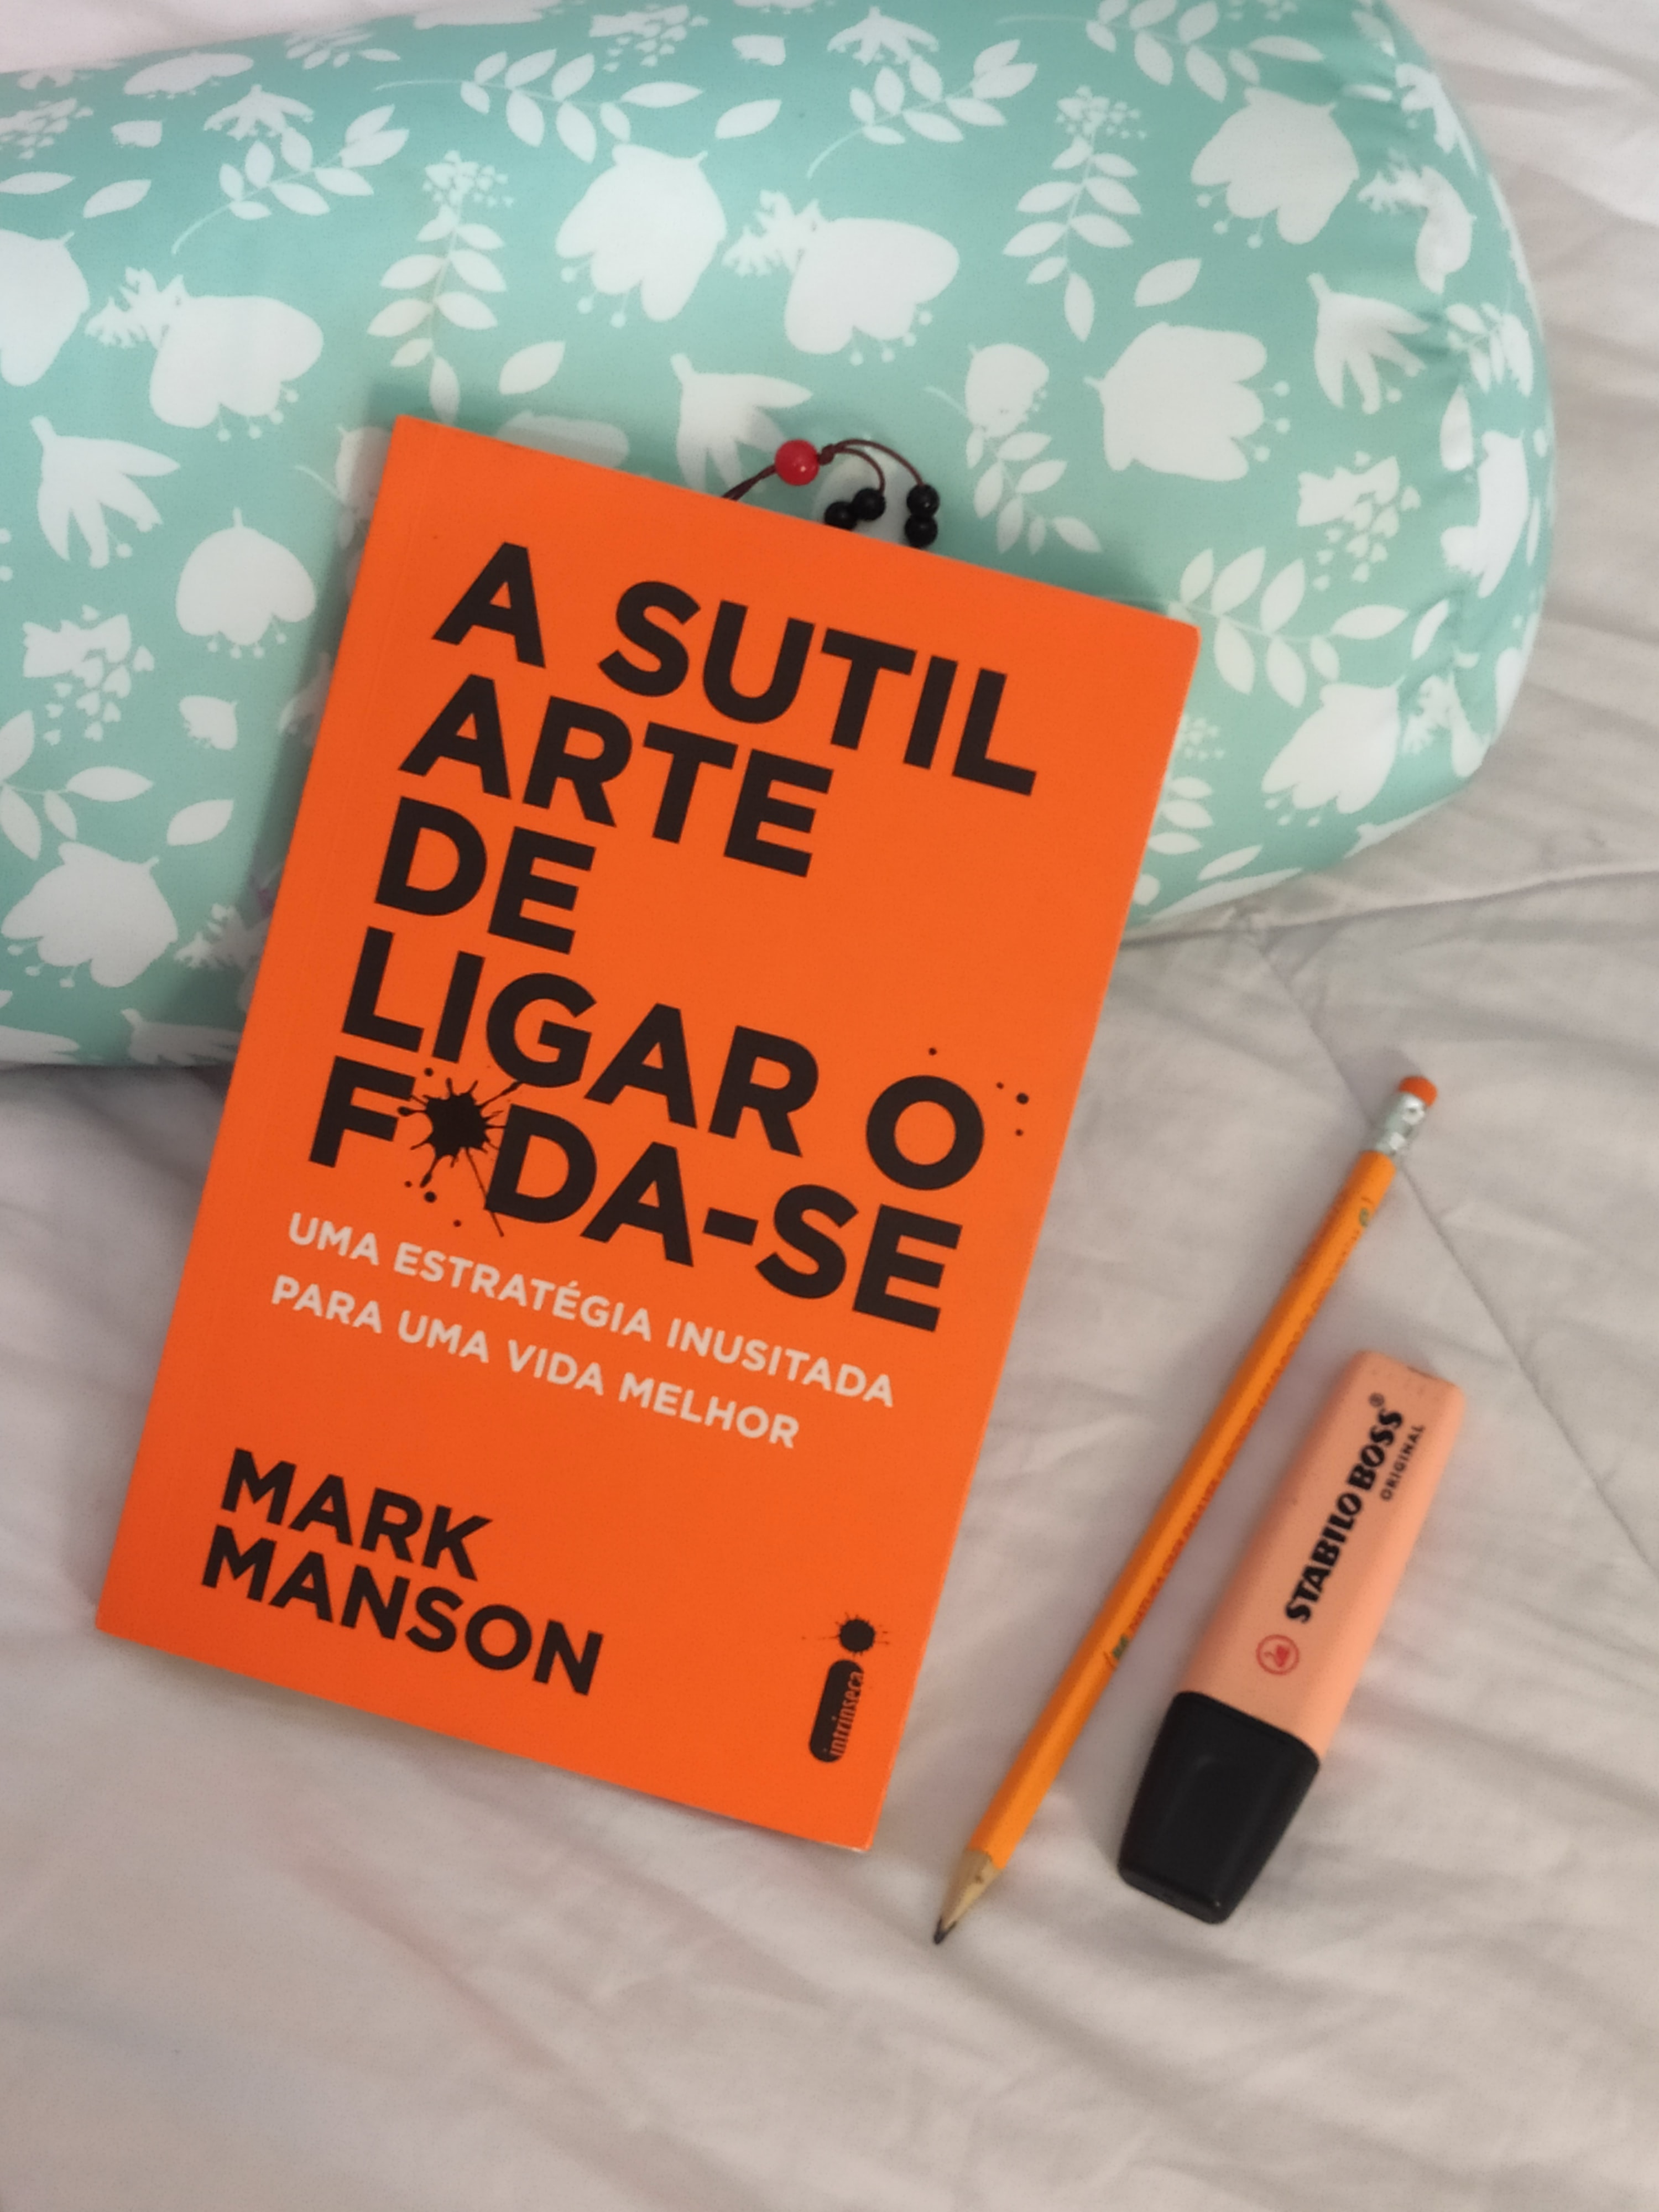 A SUTIL
ARTE
DE
LIGAR O
F*DA-SE
UMA ESTRATÉGIA INUSITADA
PARA UMA VIDA MELHOR
MARK
MANSON
intrínseca
STABILO BOSS®
ORIGINAL